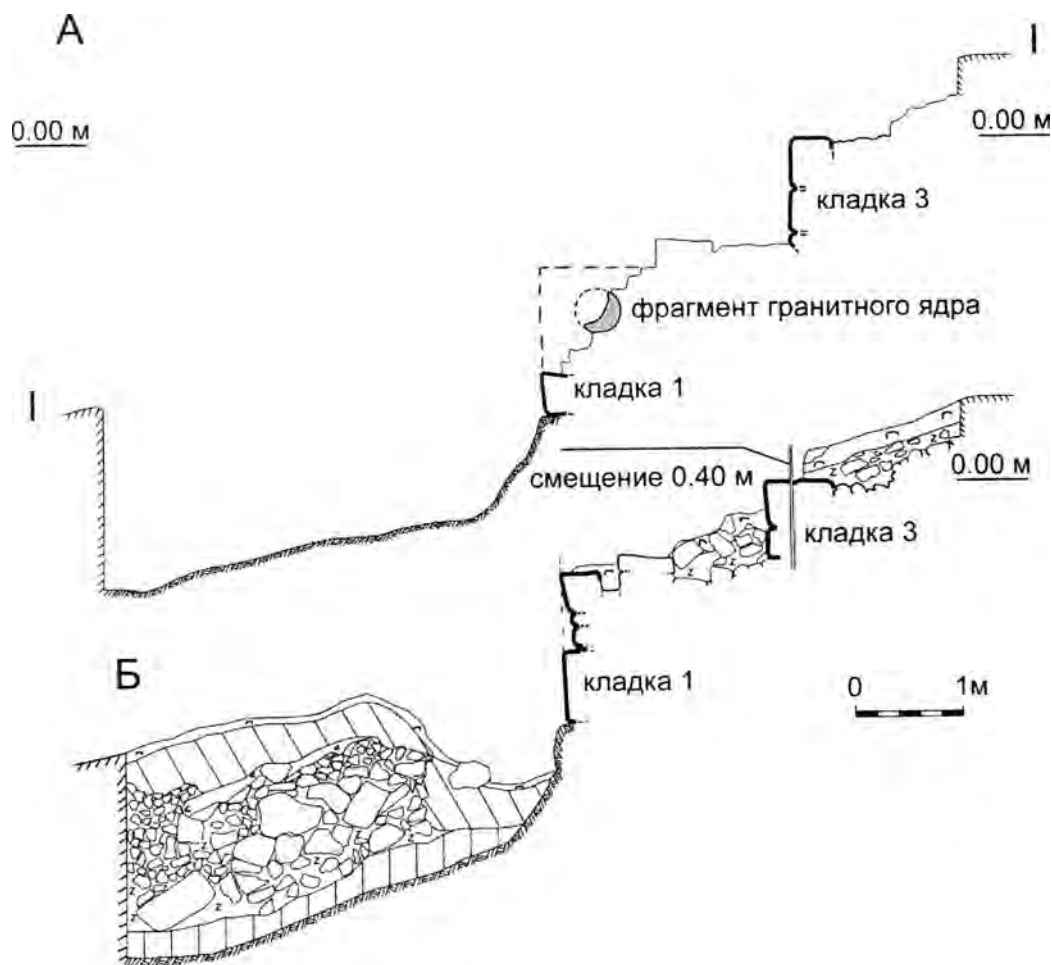 А
I
0.00 м
0.00 м
кладка 3
фрагмент гранитного ядра
кладка 1
I
смещение 0.40 м
0.00 м
кладка 3
Б
кладка 1
0 1м